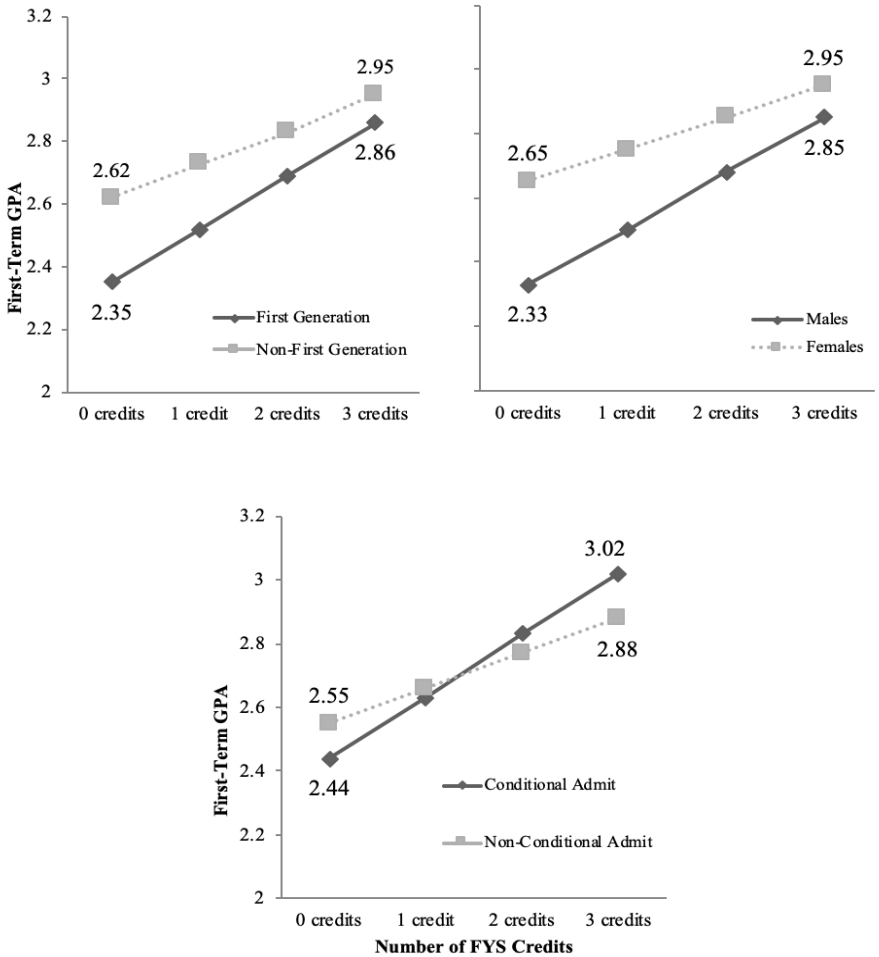 3.2
3
2.8
2.6
2.4
2.2
2
First-Term GPA
2.62
2.95
2.35
2.86
First Generation
Non-First Generation
0 credits 1 credit 2 credits 3 credits
2.65
2.95
2.33
2.85
Males
Females
0 credits 1 credit 2 credits 3 credits
3.2
3
2.8
2.6
2.4
2.2
2
First-Term GPA
3.02
2.55
2.88
2.44
Conditional Admit
Non-Conditional Admit
0 credits 1 credit 2 credits 3 credits
Number of FYS Credits